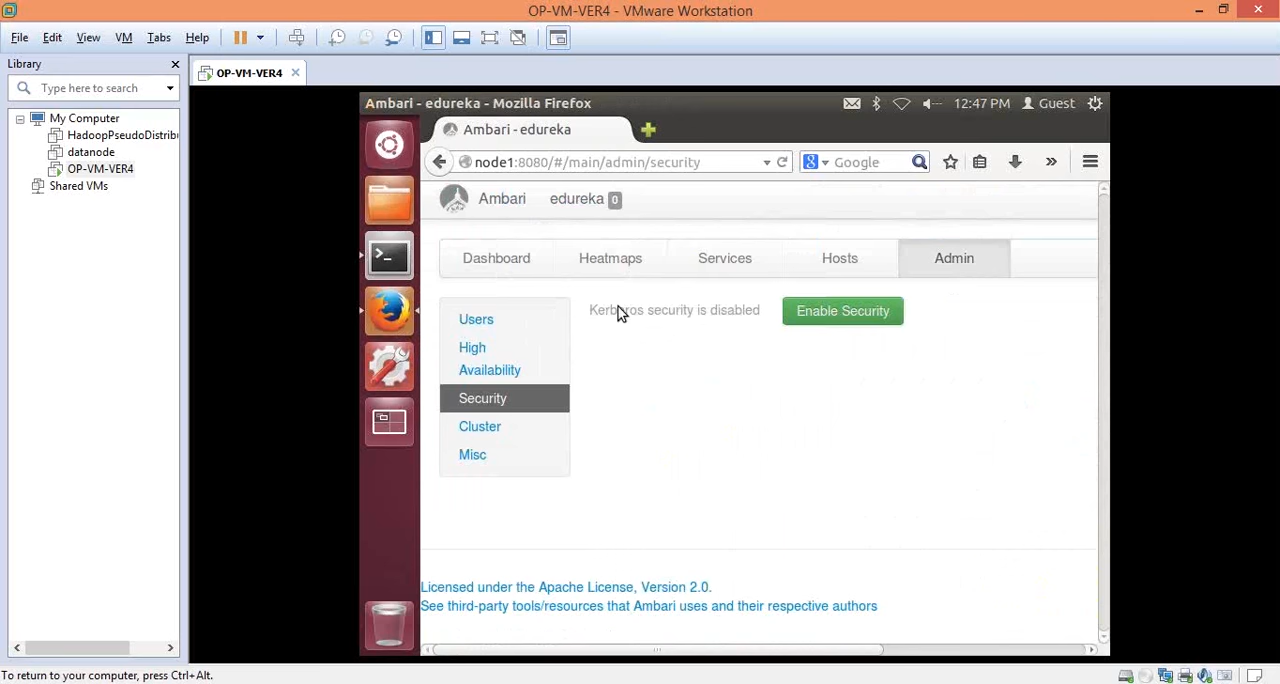 OP-VM-VER4 - VMware Workstation
File Edit View VM Tabs Help
Library
Type here to search
My Computer
HadoopPseudoDistribu
datanode
OP-VM-VER4
Shared VMs
OP-VM-VER4
Ambari - edureka - Mozilla Firefox
12:47 PM Guest
Ambari - edureka
node1:8080/#/main/admin/security
Google
Ambari edureka 0
Dashboard Heatmaps Services Hosts Admin
Users
High
Availability
Security
Cluster
Misc
Kerberos security is disabled
Enable Security
Licensed under the Apache License, Version 2.0.
See third-party tools/resources that Ambari uses and their respective authors
To return to your computer, press Ctrl+Alt.